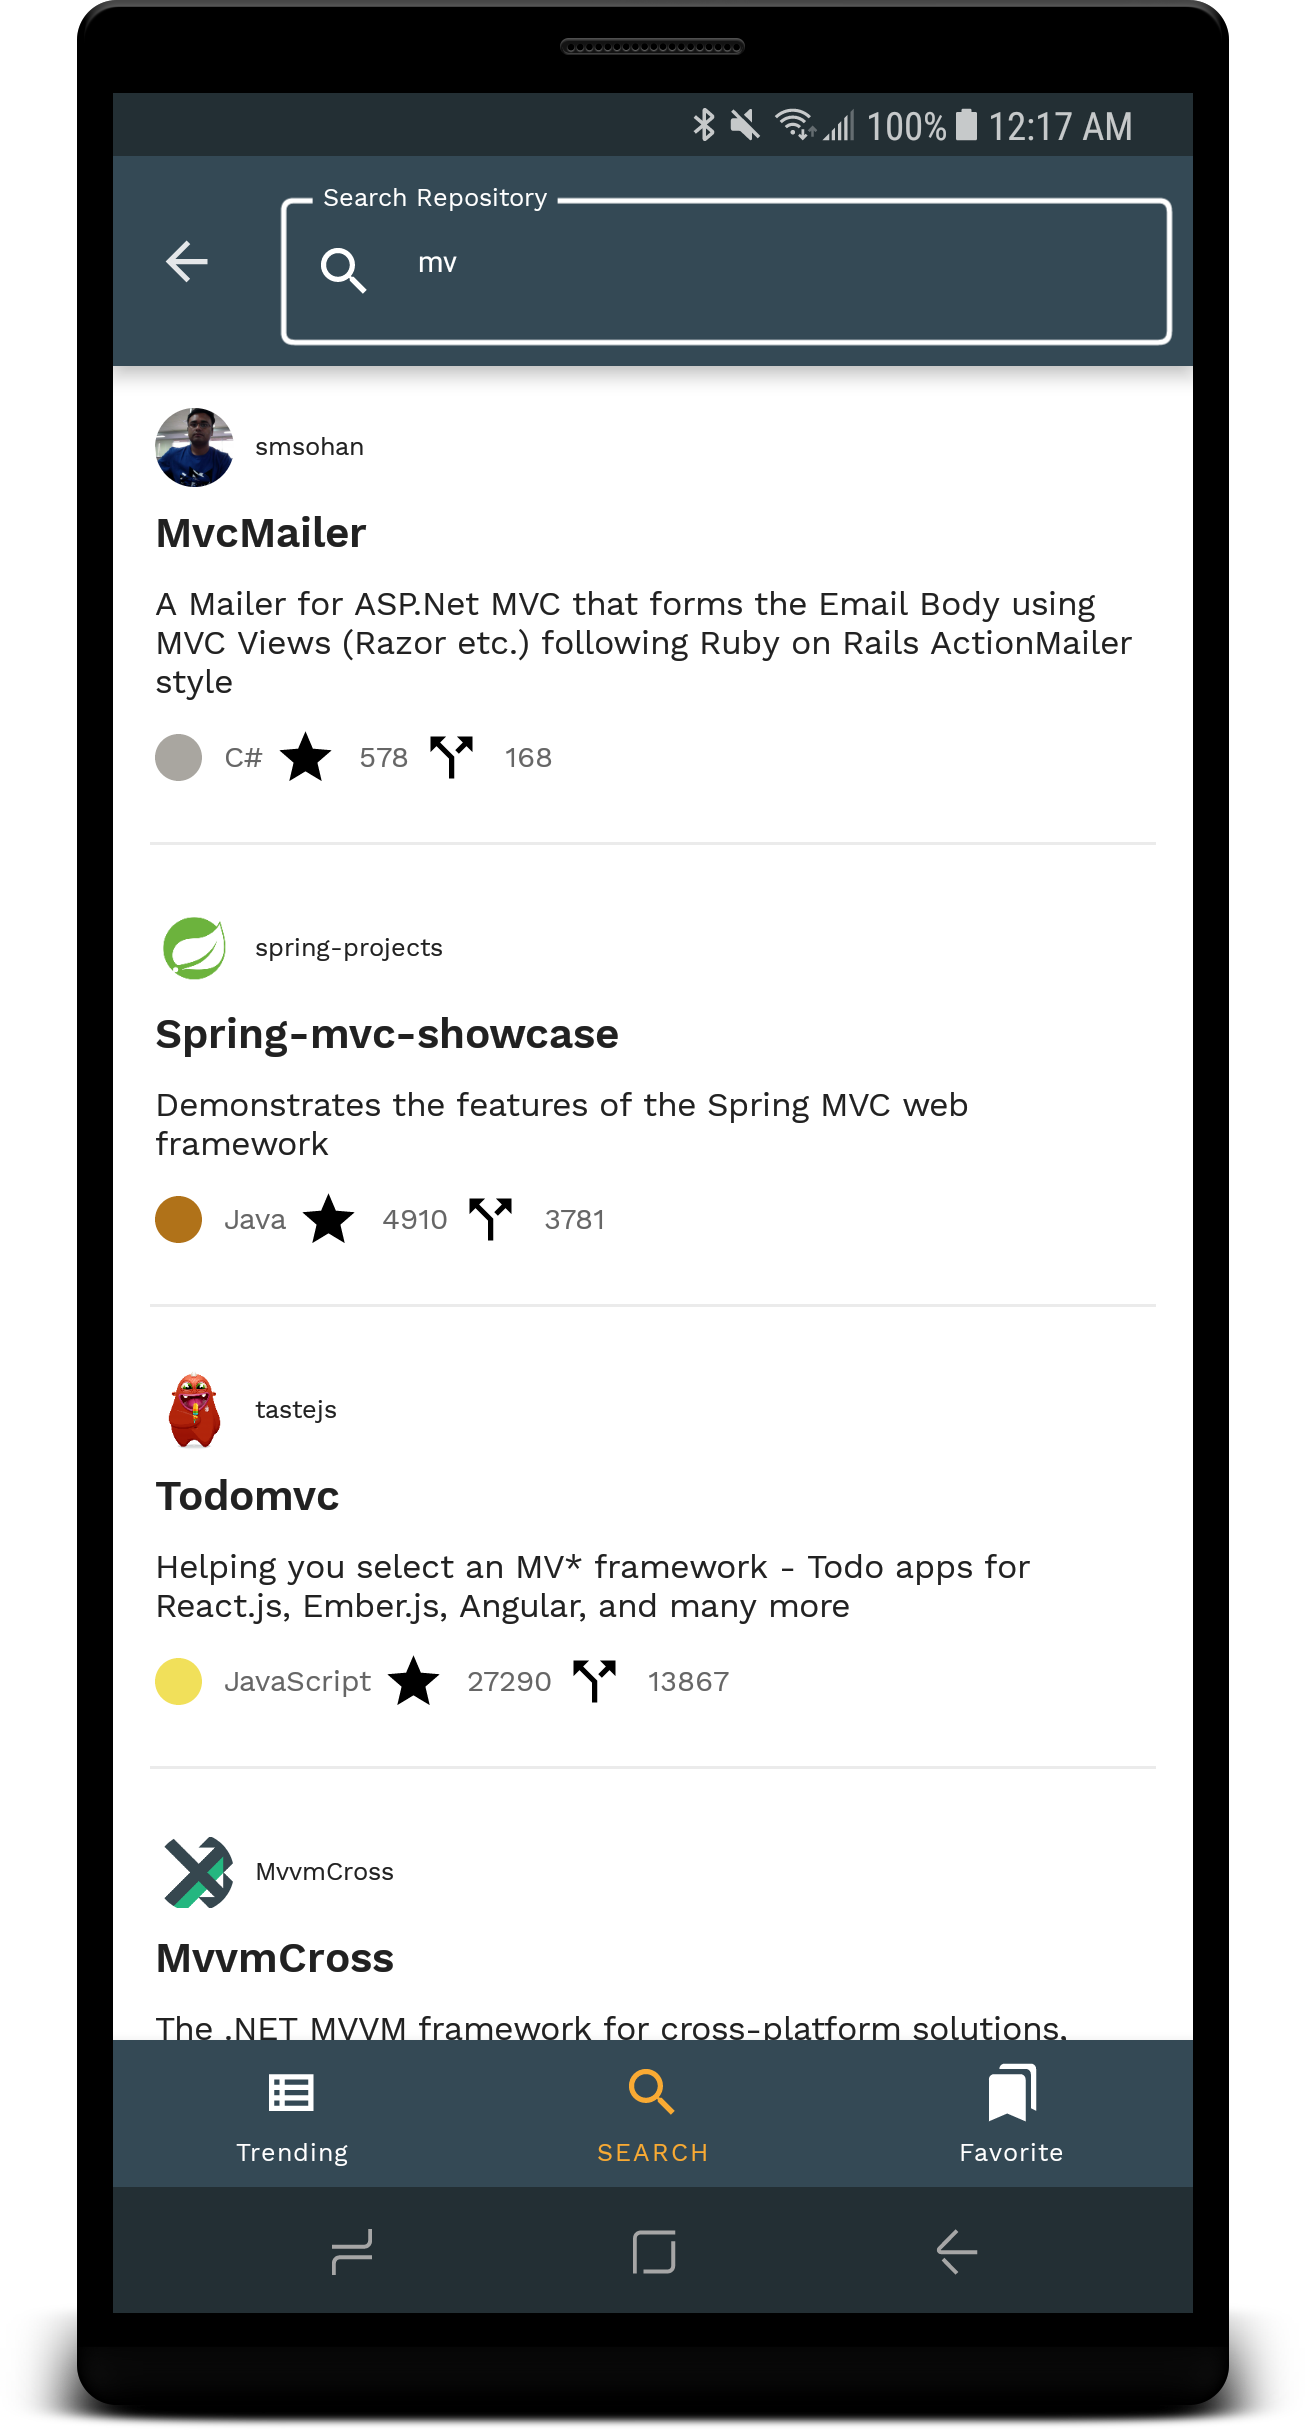 100% 12:17 AM
Search Repository
mv
smsohan
MvcMailer
A Mailer for ASP.Net MVC that forms the Email Body using
MVC Views (Razor etc.) following Ruby on Rails ActionMailer
style
C# 578 168
spring-projects
Spring-mvc-showcase
Demonstrates the features of the Spring MVC web
framework
Java 4910 3781
tastejs
Todomvc
Helping you select an MV* framework - Todo apps for
React.js, Ember.js, Angular, and many more
JavaScript 27290 13867
MvvmCross
MvvmCross
The .NET MVVM framework for cross-platform solutions,
Trending SEARCH Favorite